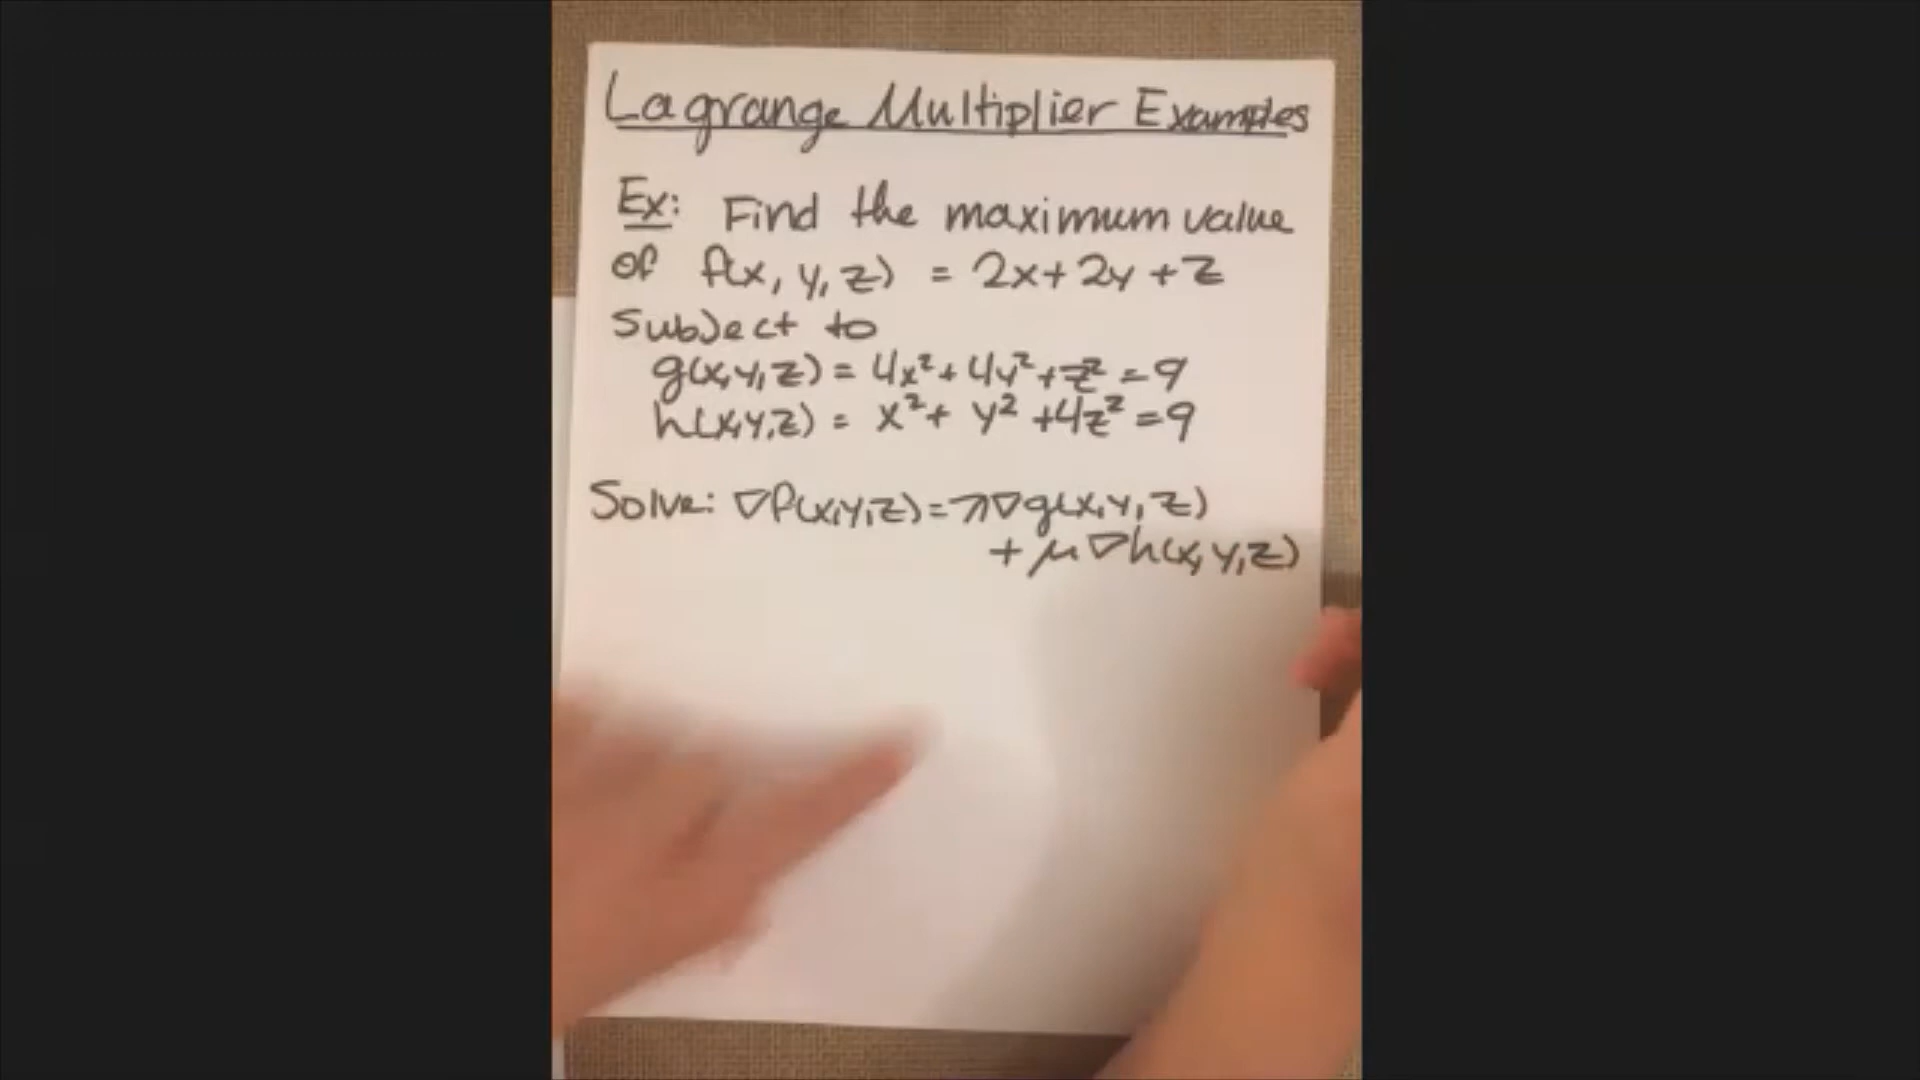 Lagrange Multiplier Examples
Ex: Find the maximum value
of f(x, y, z) = 2x + 2y + z
Subject to
g(x,y,z) = 4x² + 4y² + z² = 9
h(x,y,z) = x² + y² + 4z² = 9
Solve: ∇f(x,y,z) = λ∇g(x,y,z)
+ μ∇h(x,y,z)